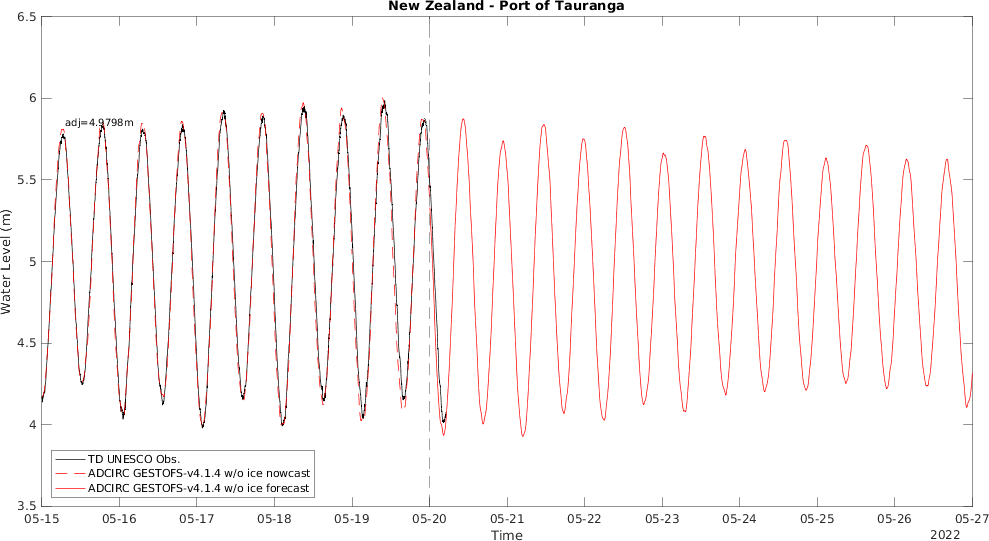 New Zealand - Port of Tauranga
6.5
6
5.5
5
4.5
4
3.5
Water Level (m)
adj=4.9798m
TD UNESCO Obs.
ADCIRC GESTOFS-v4.1.4 w/o ice nowcast
ADCIRC GESTOFS-v4.1.4 w/o ice forecast
05-15 05-16 05-17 05-18 05-19 05-20 05-21 05-22 05-23 05-24 05-25 05-26 05-27
Time
2022